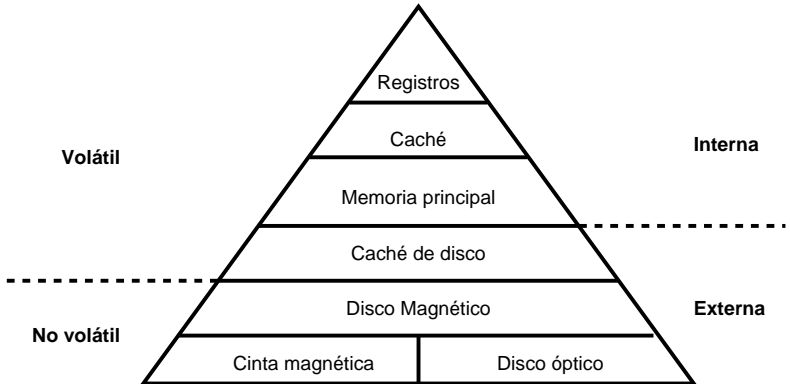 Registros
Caché
Volátil
Interna
Memoria principal
Caché de disco
Disco Magnético
Externa
No volátil
Cinta magnética
Disco óptico